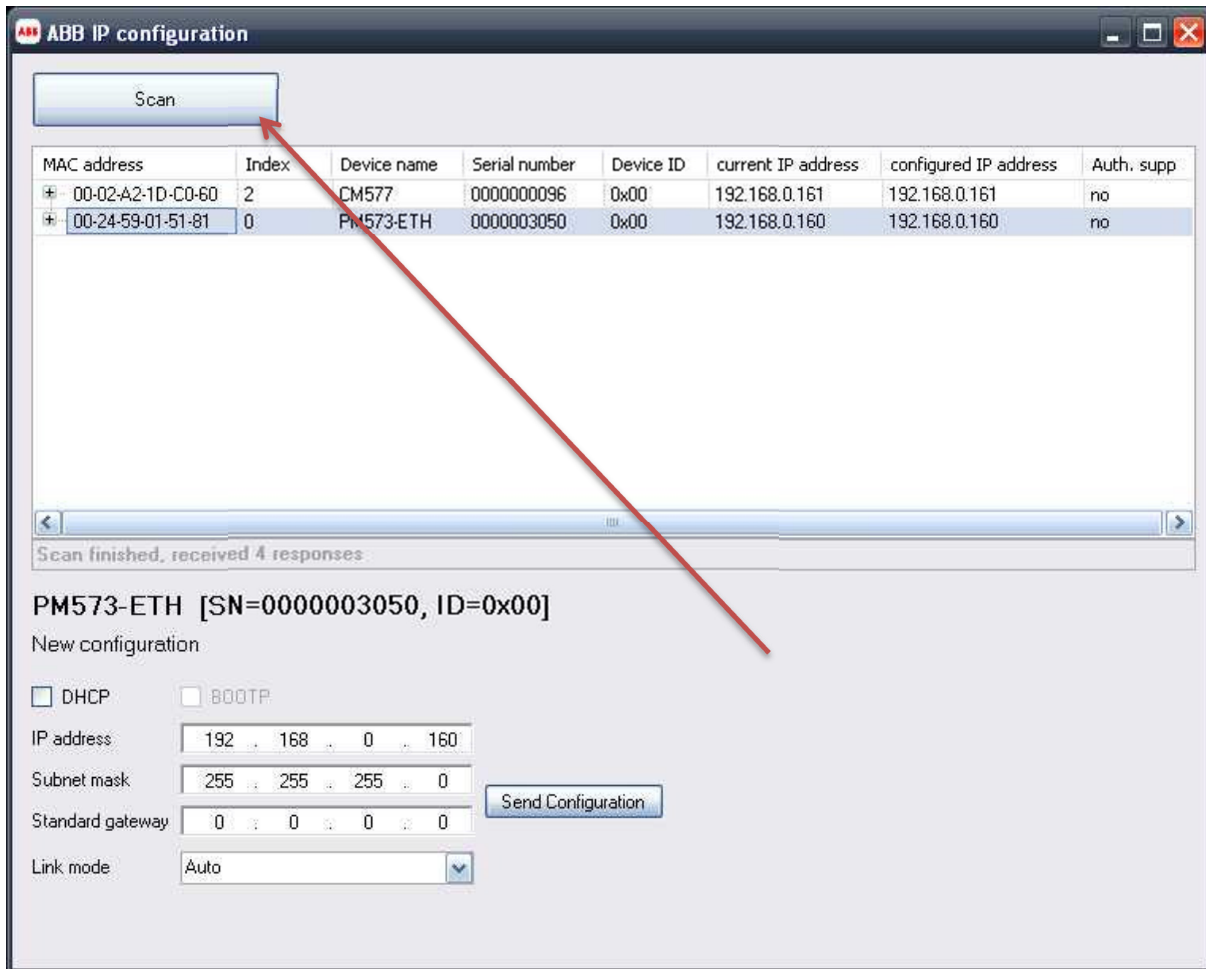 ABB ABB IP configuration
Scan
MAC address Index Device name Serial number Device ID current IP address configured IP address Auth. supp
00-02-A2-1D-C0-60 2 CM577 0000000096 0x00 192.168.0.161 192.168.0.161 no
00-24-59-01-51-81 0 PM573-ETH 0000003050 0x00 192.168.0.160 192.168.0.160 no
Scan finished, received 4 responses
PM573-ETH [SN=0000003050, ID=0x00]
New configuration
DHCP BOOTP
IP address 192 . 168 . 0 . 160
Subnet mask 255 . 255 . 255 . 0
Send Configuration
Standard gateway 0 . 0 . 0 . 0
Link mode Auto